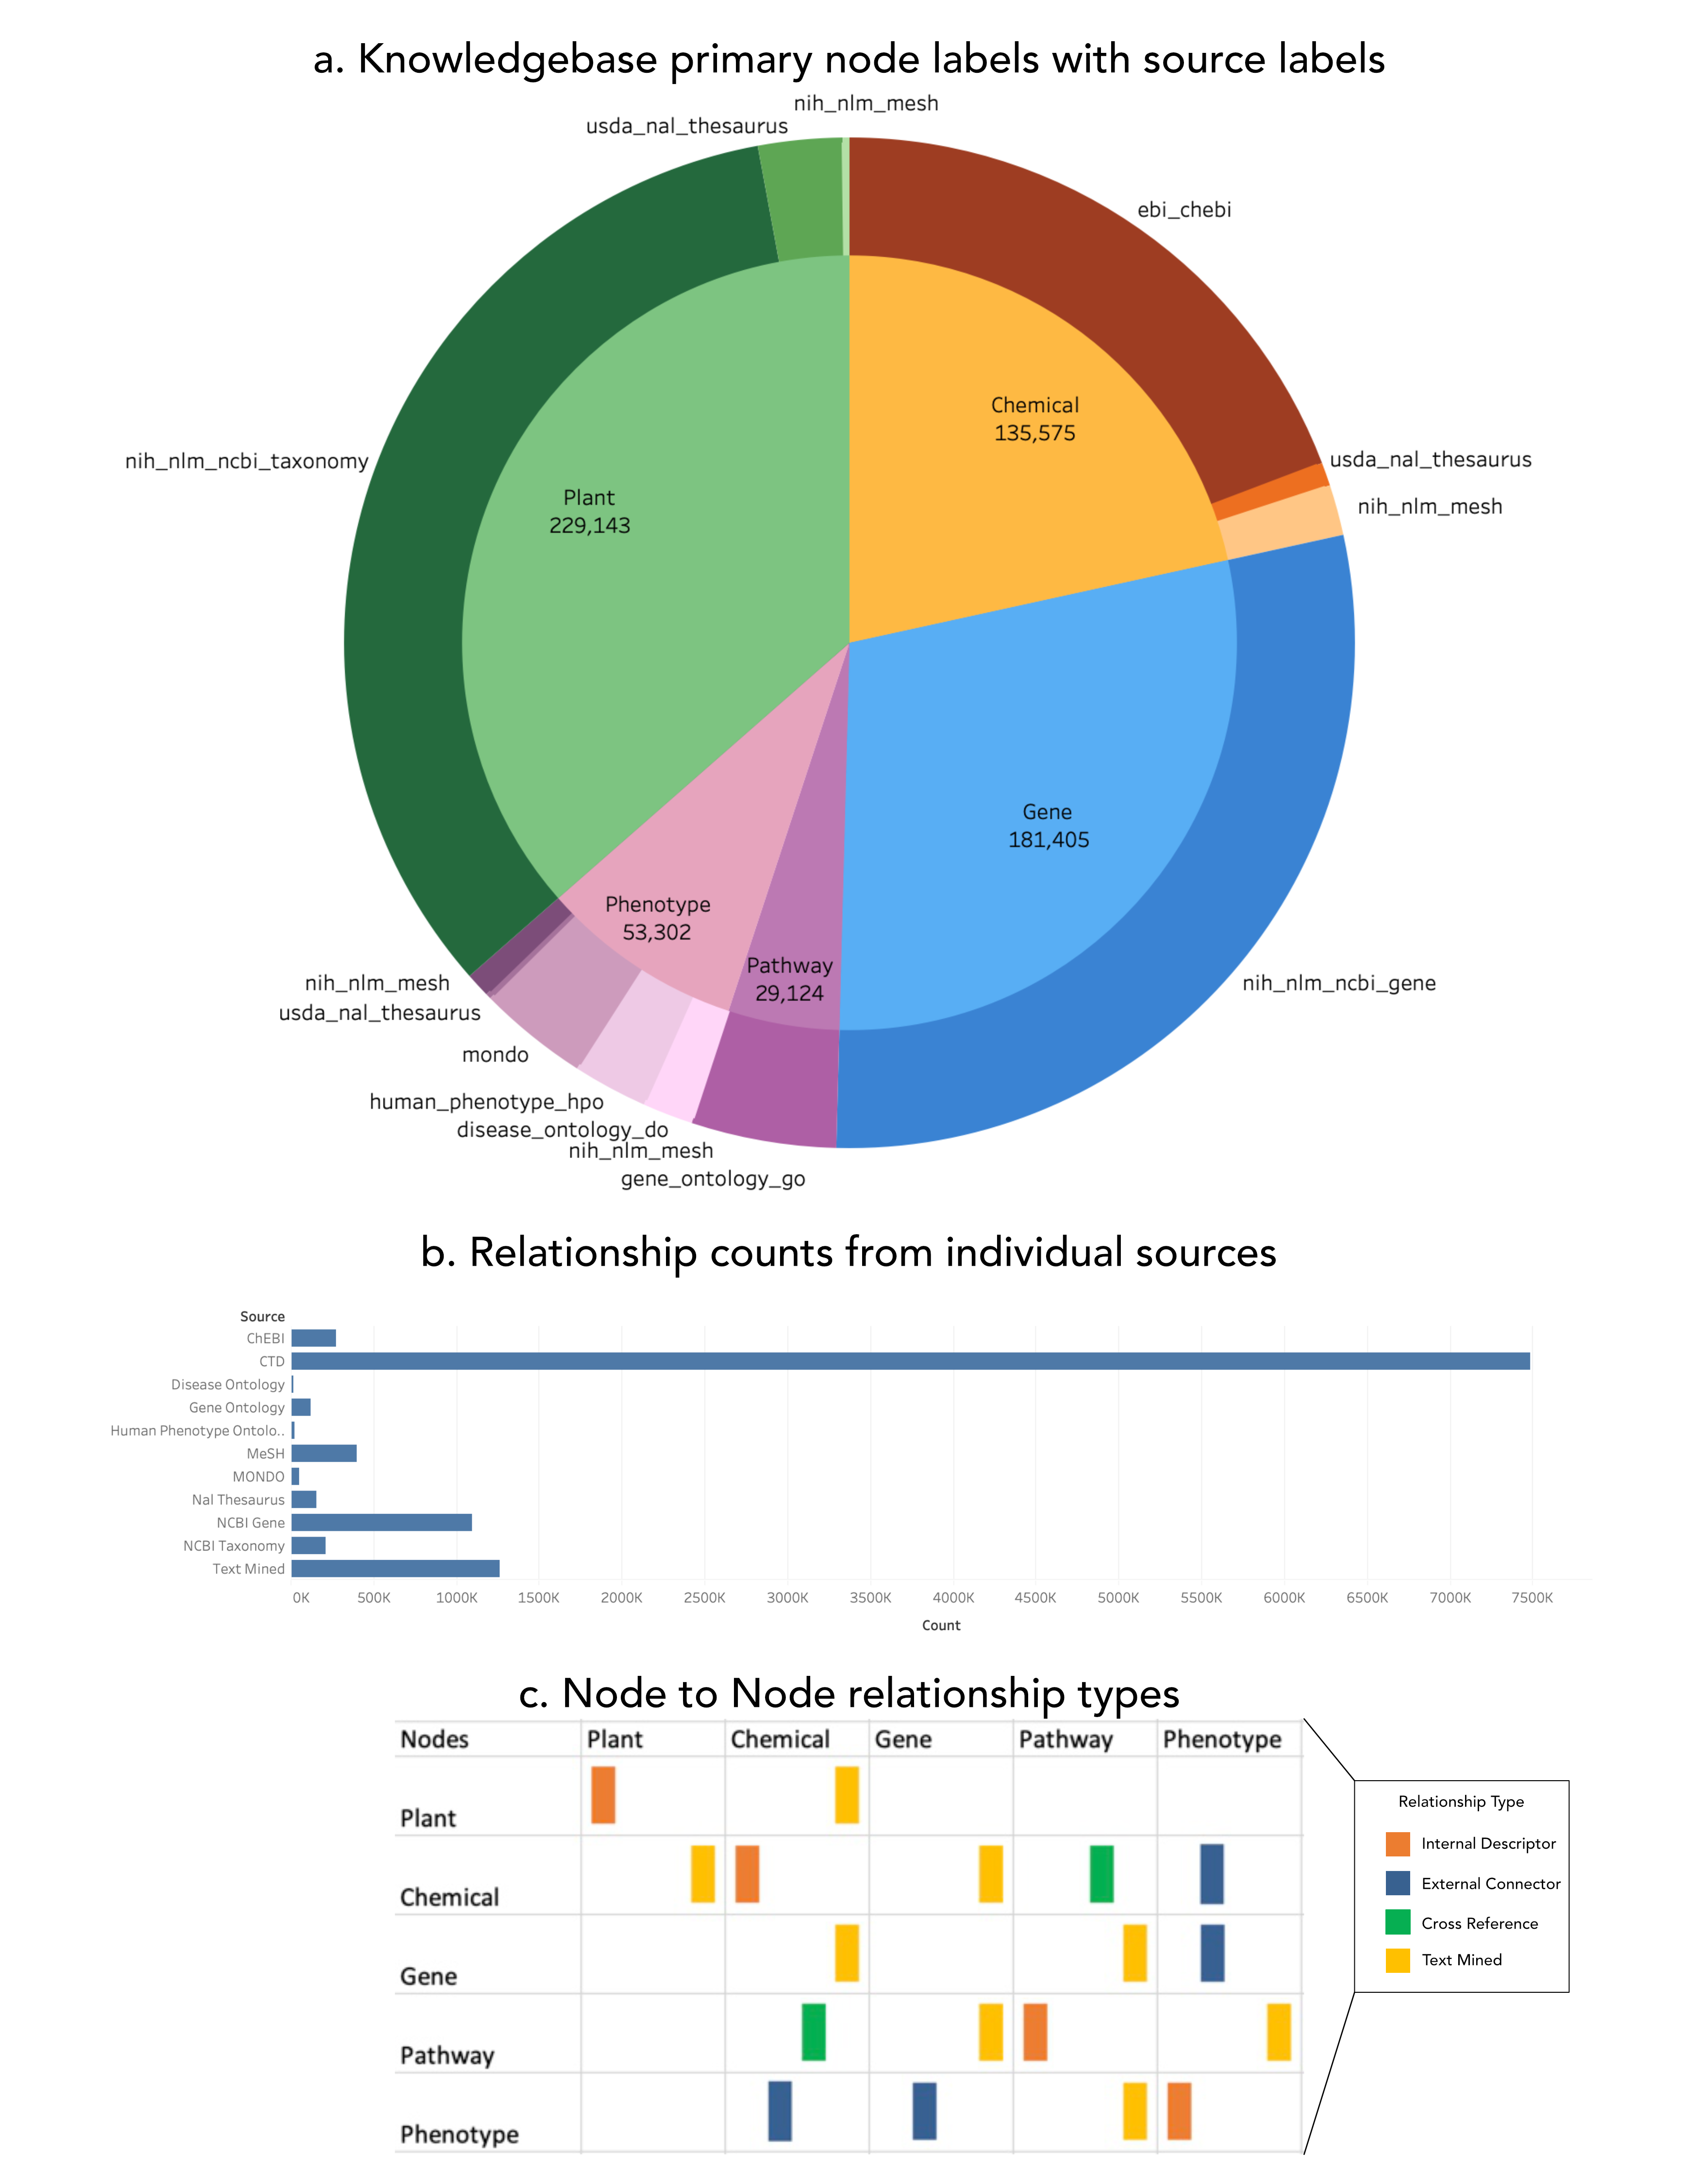 a. Knowledgebase primary node labels with source labels
nih_nlm_mesh
usda_nal_thesaurus
ebi_chebi
Chemical
135,575
usda_nal_thesaurus
nih_nlm_ncbi_taxonomy
Plant
229,143
nih_nlm_mesh
Gene
181,405
Phenotype
53,302
Pathway
29,124
nih_nlm_mesh
nih_nlm_ncbi_gene
usda_nal_thesaurus
mondo
human_phenotype_hpo
disease_ontology_do
nih_nlm_mesh
gene_ontology_go
b. Relationship counts from individual sources
Source
ChEBI
CTD
Disease Ontology
Gene Ontology
Human Phenotype Ontolo..
MeSH
MONDO
Nal Thesaurus
NCBI Gene
NCBI Taxonomy
Text Mined
0K 500K 1000K 1500K 2000K 2500K 3000K 3500K 4000K 4500K 5000K 5500K 6000K 6500K 7000K 7500K
Count
c. Node to Node relationship types
Nodes Plant Chemical Gene Pathway Phenotype
Plant
Chemical
Gene
Pathway
Phenotype
Relationship Type
Internal Descriptor
External Connector
Cross Reference
Text Mined